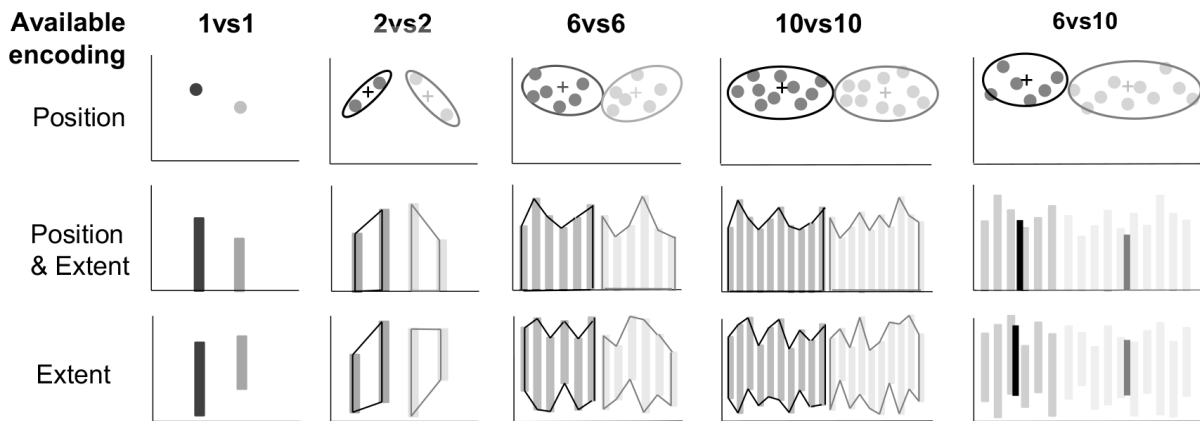 Available encoding
1vs1
2vs2
6vs6
10vs10
6vs10
Position
Position
& Extent
Extent